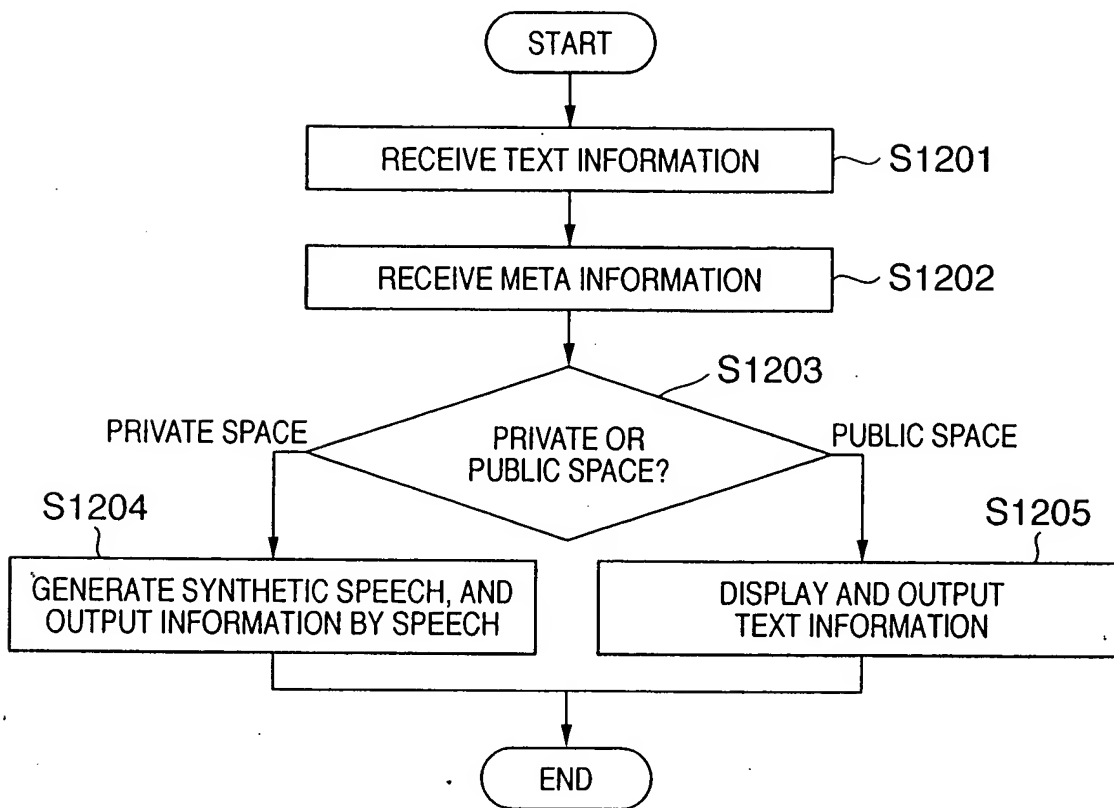 START
RECEIVE TEXT INFORMATION
S1201
RECEIVE META INFORMATION
S1202
S1203
PRIVATE SPACE
PRIVATE OR
PUBLIC SPACE?
PUBLIC SPACE
S1204
GENERATE SYNTHETIC SPEECH, AND
OUTPUT INFORMATION BY SPEECH
S1205
DISPLAY AND OUTPUT
TEXT INFORMATION
END